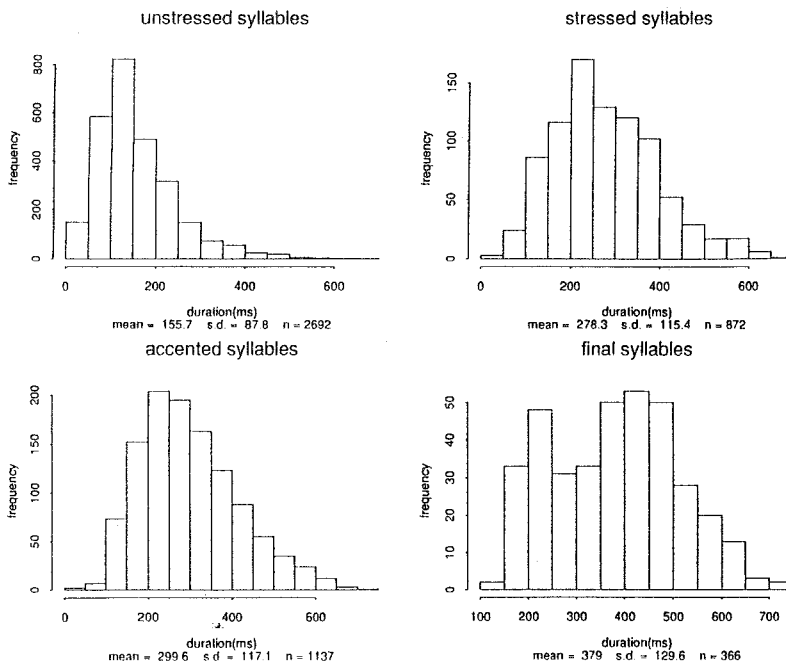 unstressed syllables
800
600
400
200
0
frequency
0 200 400 600
duration(ms)
mean = 155.7 s.d. = 87.8 n = 2692
stressed syllables
150
100
50
0
frequency
0 200 400 600
duration(ms)
mean = 278.3 s.d. = 115.4 n = 872
accented syllables
200
150
100
50
0
frequency
0 200 400 600
duration(ms)
mean = 299.6 s.d. = 117.1 n = 1137
final syllables
50
40
30
20
10
0
frequency
100 200 300 400 500 600 700
duration(ms)
mean = 379 s.d. = 129.6 n = 366